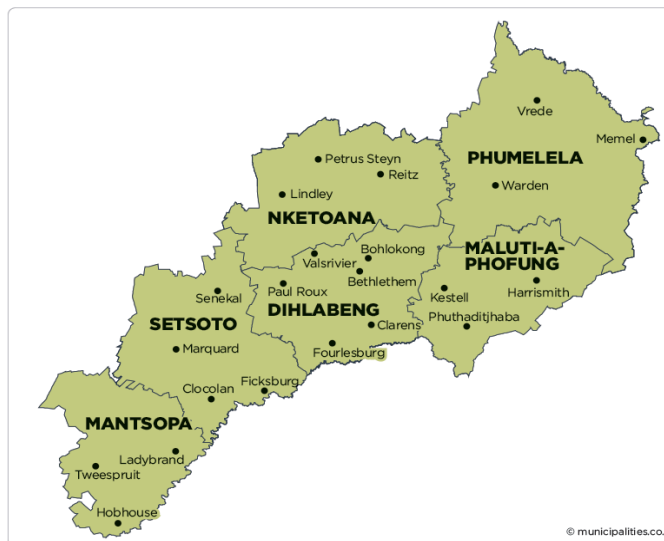 Vrede
Memel
PHUMELELA
Petrus Steyn
Reitz
Warden
Lindley
NKETOANA
MALUTI-A-
PHOFUNG
Bohlokong
Valsrivier
Bethlethem
Paul Roux
Kestell
Harrismith
Senekal
DIHLABENG
SETSOTO
Clarens
Phuthaditjhaba
Marquard
Fourlesburg
Clocolan
Ficksburg
MANTSOPA
Ladybrand
Tweespruit
Hobhouse
© municipalities.co.